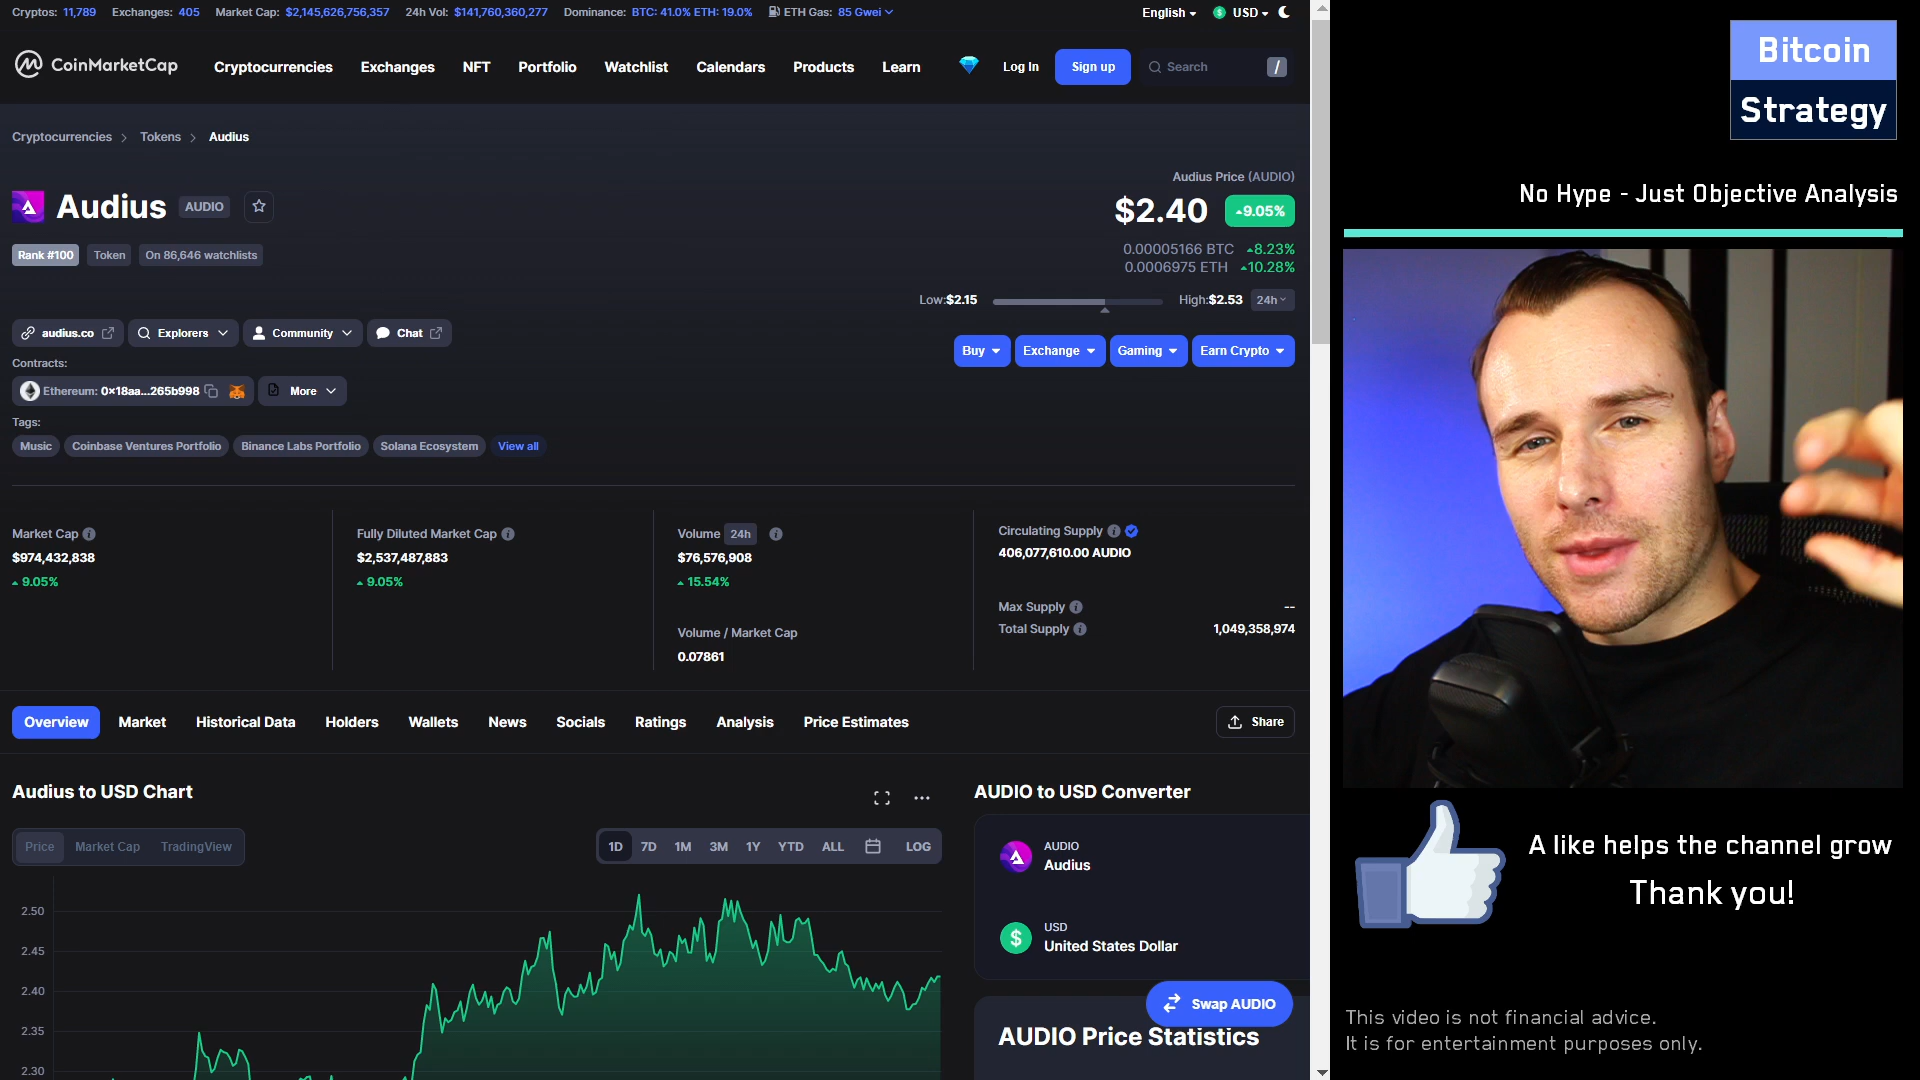 Cryptos: 11,789 Exchanges: 405 Market Cap: $2,145,626,756,357 24h Vol: $141,760,360,277 Dominance: BTC: 41.0% ETH: 19.0% ETH Gas: 85 Gwei English USD
CoinMarketCap Cryptocurrencies Exchanges NFT Portfolio Watchlist Calendars Products Learn Log In Sign up Search /
Cryptocurrencies > Tokens > Audius
Audius AUDIO
Rank #100 Token On 86,646 watchlists
Audius Price (AUDIO)
$2.40 9.05%
0.00005166 BTC 8.23%
0.0006975 ETH 10.28%
Low:$2.15 High:$2.53 24h
audius.co Explorers Community Chat
Buy Exchange Gaming Earn Crypto
Contracts:
Ethereum: 0x18aa...265b998 More
Tags:
Music Coinbase Ventures Portfolio Binance Labs Portfolio Solana Ecosystem View all
Market Cap
$974,432,838
9.05%
Fully Diluted Market Cap
$2,537,487,883
9.05%
Volume 24h
$76,576,908
15.54%
Volume / Market Cap
0.07861
Circulating Supply
406,077,610.00 AUDIO
Max Supply --
Total Supply 1,049,358,974
Overview Market Historical Data Holders Wallets News Socials Ratings Analysis Price Estimates Share
Audius to USD Chart
Price Market Cap TradingView 1D 7D 1M 3M 1Y YTD ALL LOG
2.50
2.45
2.40
2.35
2.30
AUDIO to USD Converter
AUDIO
Audius
USD
$ United States Dollar
Swap AUDIO
AUDIO Price Statistics
Bitcoin
Strategy
No Hype - Just Objective Analysis
A like helps the channel grow
Thank you!
This video is not financial advice.
It is for entertainment purposes only.